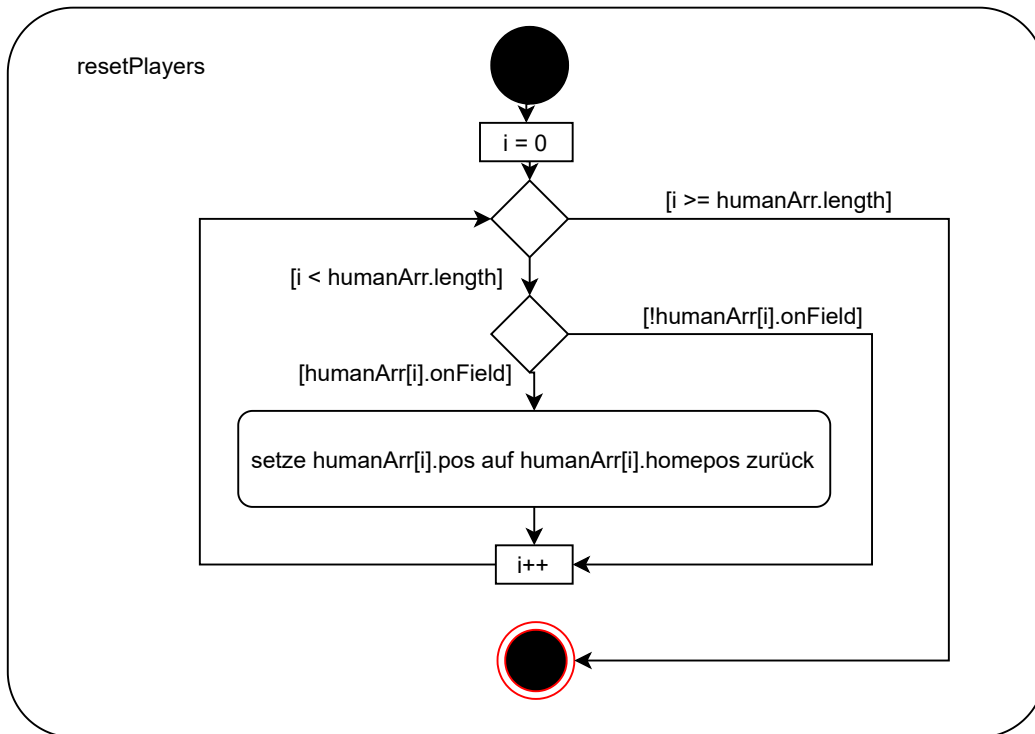 resetPlayers
i = 0
[i >= humanArr.length]
[i < humanArr.length]
[!humanArr[i].onField]
[humanArr[i].onField]
setze humanArr[i].pos auf humanArr[i].homepos zurück
i++